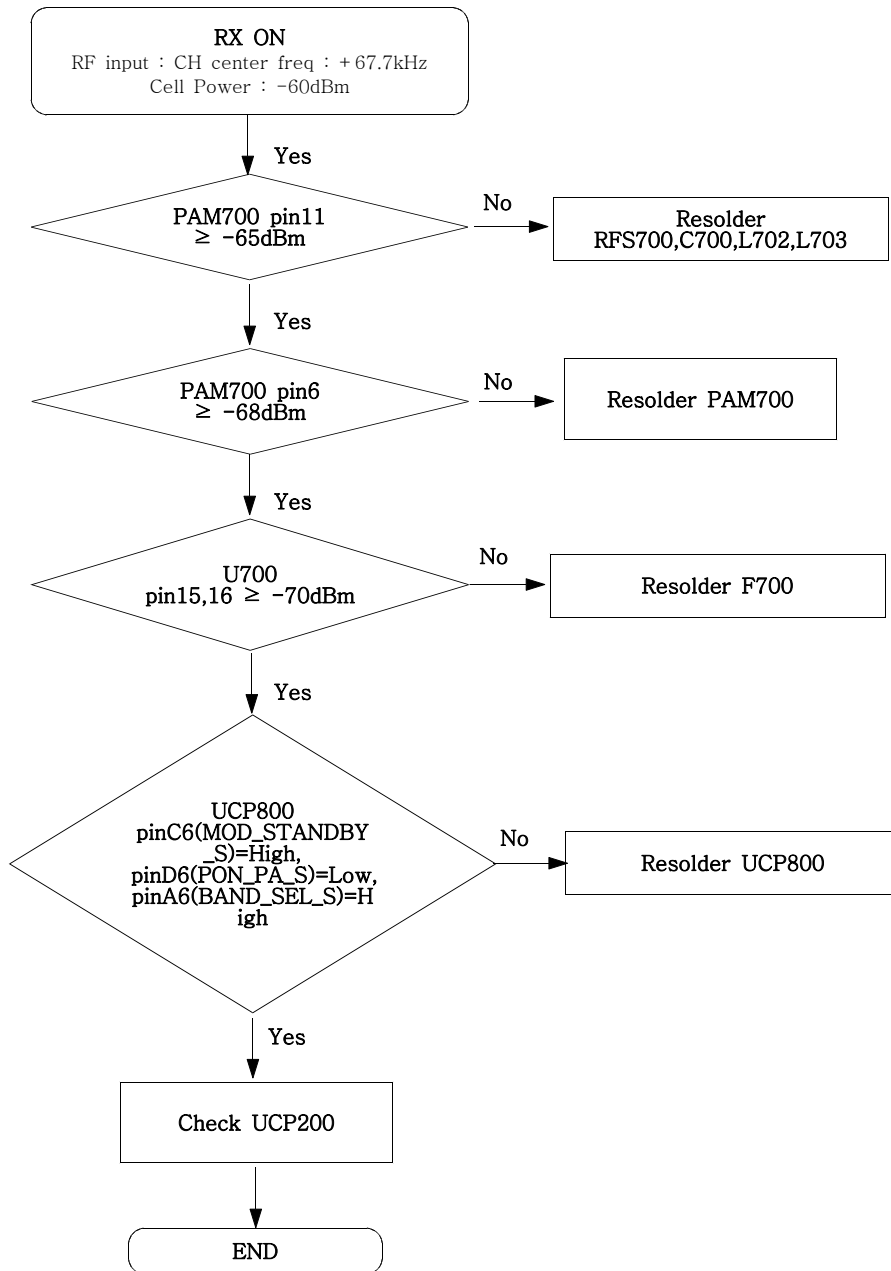 RX ON
RF input : CH center freq : +67.7kHz
Cell Power : -60dBm
Yes
PAM700 pin11
≥ -65dBm
No
Resolder
RFS700,C700,L702,L703
Yes
PAM700 pin6
≥ -68dBm
No
Resolder PAM700
Yes
U700
pin15,16 ≥ -70dBm
No
Resolder F700
Yes
UCP800
pinC6(MOD_STANDBY
_S)=High,
pinD6(PON_PA_S)=Low,
pinA6(BAND_SEL_S)=H
igh
No
Resolder UCP800
Yes
Check UCP200
END